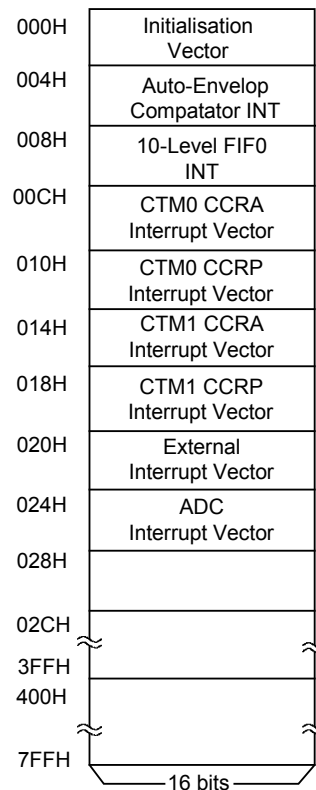 000H
Initialisation
Vector
004H
Auto-Envelop
Compatator INT
008H
10-Level FIF0
INT
00CH
CTM0 CCRA
Interrupt Vector
010H
CTM0 CCRP
Interrupt Vector
014H
CTM1 CCRA
Interrupt Vector
018H
CTM1 CCRP
Interrupt Vector
020H
External
Interrupt Vector
024H
ADC
Interrupt Vector
028H
02CH
3FFH
400H
7FFH
16 bits